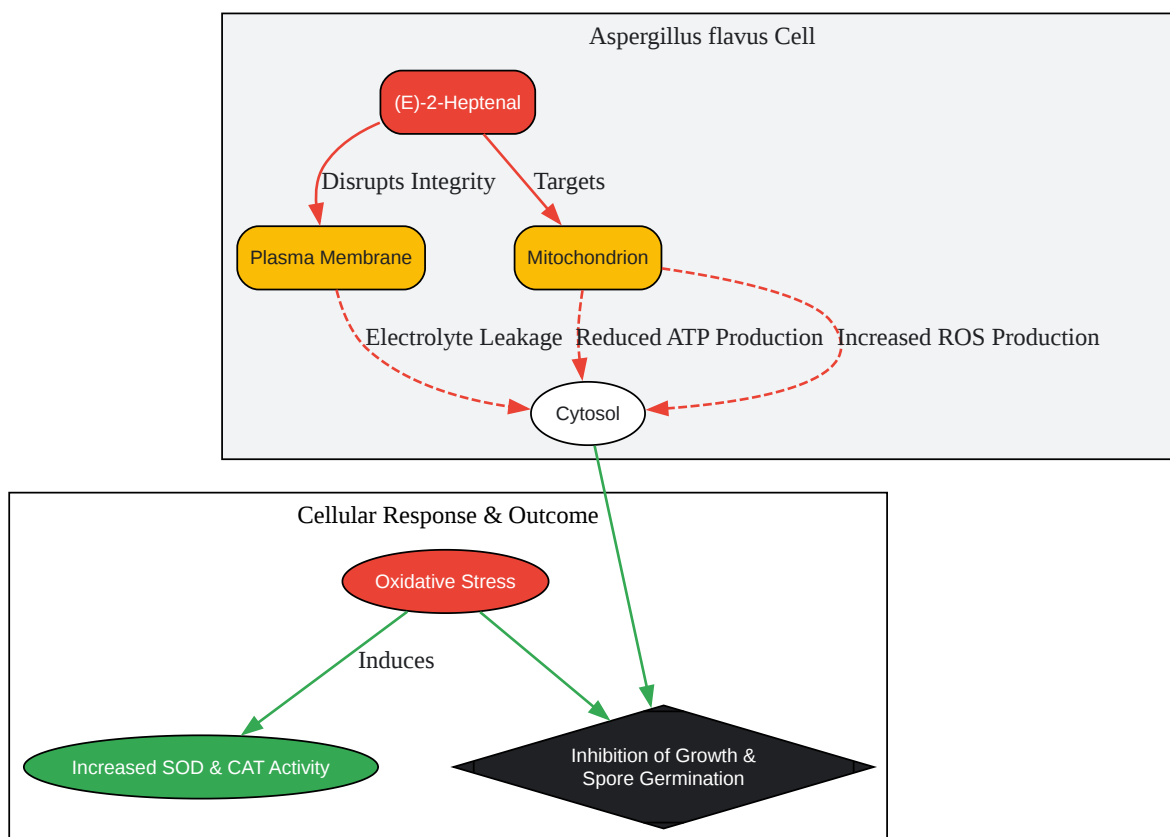 Aspergillus flavus Cell
(E)-2-Heptenal
Disrupts Integrity
Targets
Plasma Membrane
Mitochondrion
Electrolyte Leakage
Reduced ATP Production
Increased ROS Production
Cytosol
Cellular Response & Outcome
Oxidative Stress
Induces
Increased SOD & CAT Activity
Inhibition of Growth &
Spore Germination